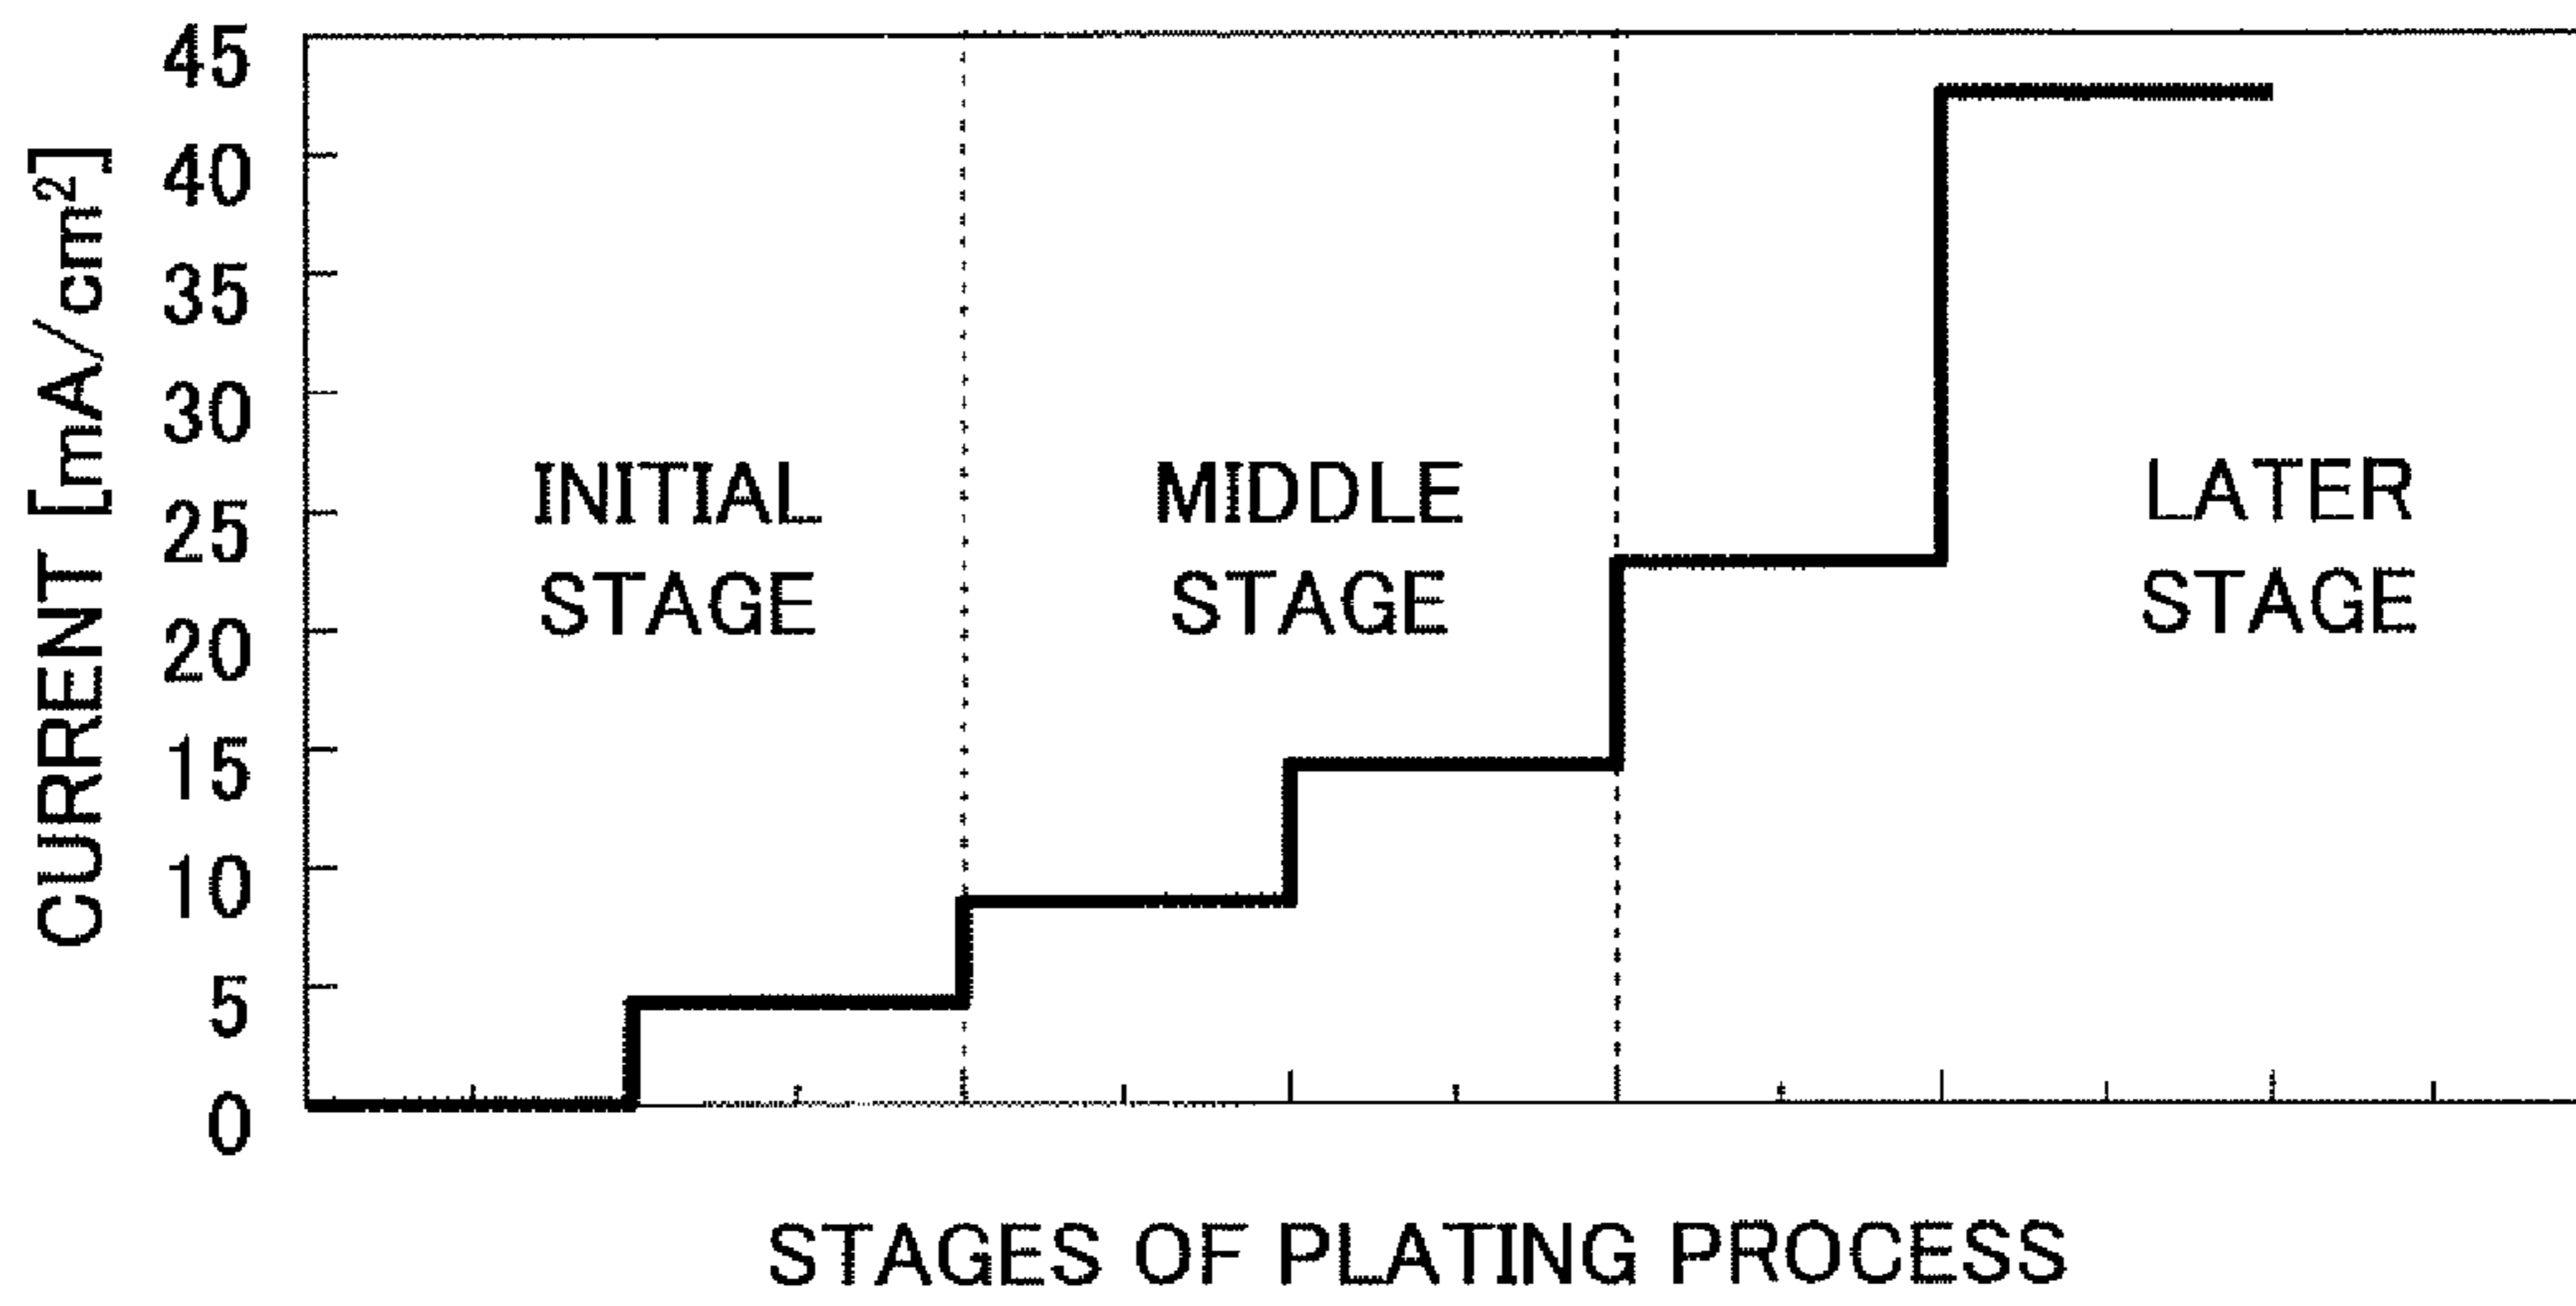 CURRENT [mA/cm²]
45
40
35
30
25
20
15
10
5
0
INITIAL
STAGE
MIDDLE
STAGE
LATER
STAGE
STAGES OF PLATING PROCESS